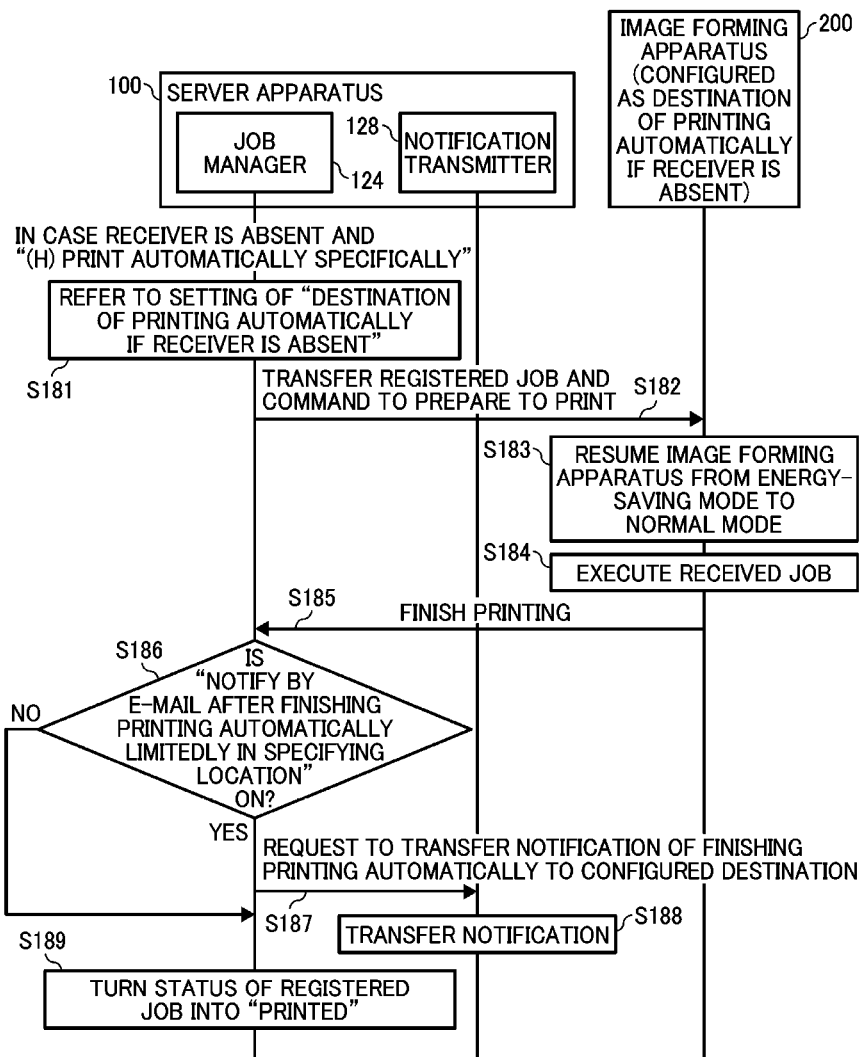 200
IMAGE FORMING
APPARATUS
(CONFIGURED
AS DESTINATION
OF PRINTING
AUTOMATICALLY
IF RECEIVER IS
ABSENT)
100
SERVER APPARATUS
JOB
MANAGER
124
128
NOTIFICATION
TRANSMITTER
IN CASE RECEIVER IS ABSENT AND
“(H) PRINT AUTOMATICALLY SPECIFICALLY”
REFER TO SETTING OF “DESTINATION
OF PRINTING AUTOMATICALLY
IF RECEIVER IS ABSENT”
S181
TRANSFER REGISTERED JOB AND
COMMAND TO PREPARE TO PRINT
S182
S183
RESUME IMAGE FORMING
APPARATUS FROM ENERGY-
SAVING MODE TO
NORMAL MODE
S184
EXECUTE RECEIVED JOB
S185
FINISH PRINTING
S186
IS
“NOTIFY BY
E-MAIL AFTER FINISHING
PRINTING AUTOMATICALLY
LIMITEDLY IN SPECIFYING
LOCATION”
ON?
NO
YES
REQUEST TO TRANSFER NOTIFICATION OF FINISHING
PRINTING AUTOMATICALLY TO CONFIGURED DESTINATION
S187
S188
TRANSFER NOTIFICATION
S189
TURN STATUS OF REGISTERED
JOB INTO “PRINTED”